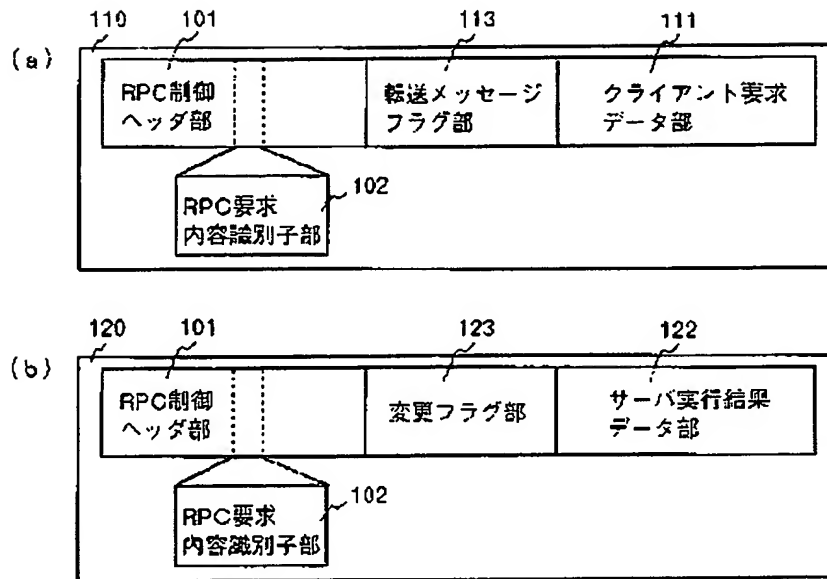 110
101
113
111
(a)
RPC制御
ヘッダ部
転送メッセージ
フラグ部
クライアント要求
データ部
102
RPC要求
内容識別子部
120
101
123
122
(b)
RPC制御
ヘッダ部
変更フラグ部
サーバ実行結果
データ部
102
RPC要求
内容識別子部